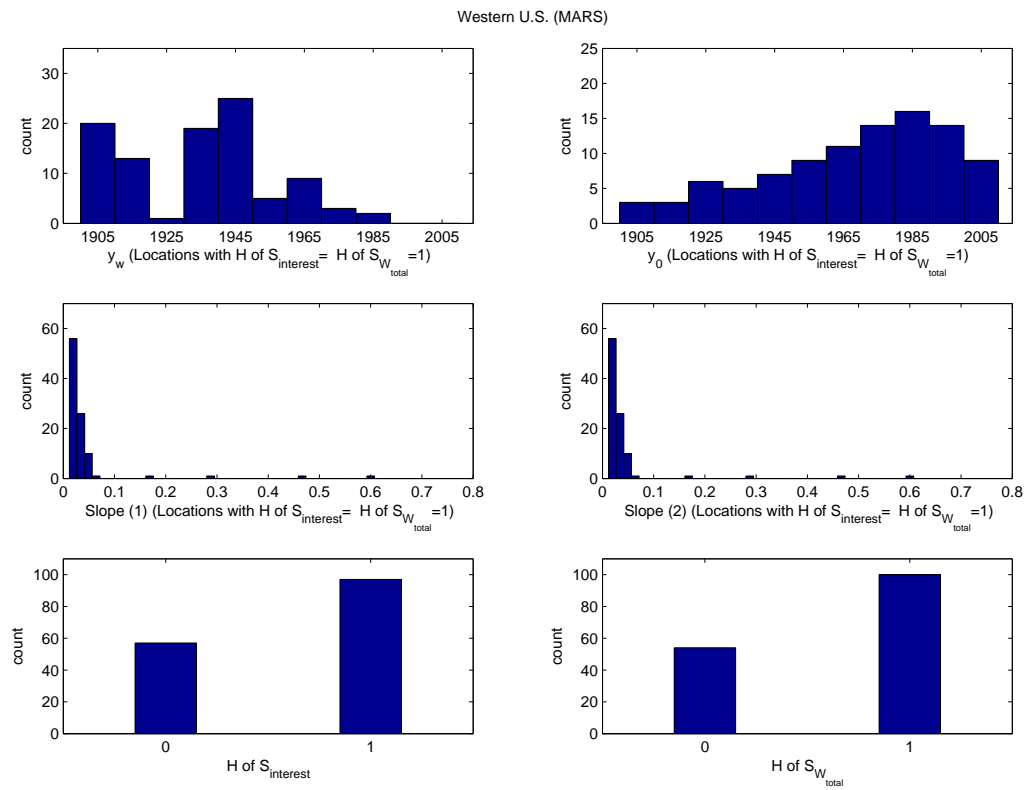 Western U.S. (MARS)
30
20
10
0
count
1905 1925 1945 1965 1985 2005
y_w (Locations with H of S_interest= H of S_W_total =1)
25
20
15
10
5
0
count
1905 1925 1945 1965 1985 2005
y_0 (Locations with H of S_interest= H of S_W_total =1)
60
40
20
0
count
0 0.1 0.2 0.3 0.4 0.5 0.6 0.7 0.8
Slope (1) (Locations with H of S_interest= H of S_W_total =1)
60
40
20
0
count
0 0.1 0.2 0.3 0.4 0.5 0.6 0.7 0.8
Slope (2) (Locations with H of S_interest= H of S_W_total =1)
100
80
60
40
20
0
count
0 1
H of S_interest
100
80
60
40
20
0
count
0 1
H of S_W_total